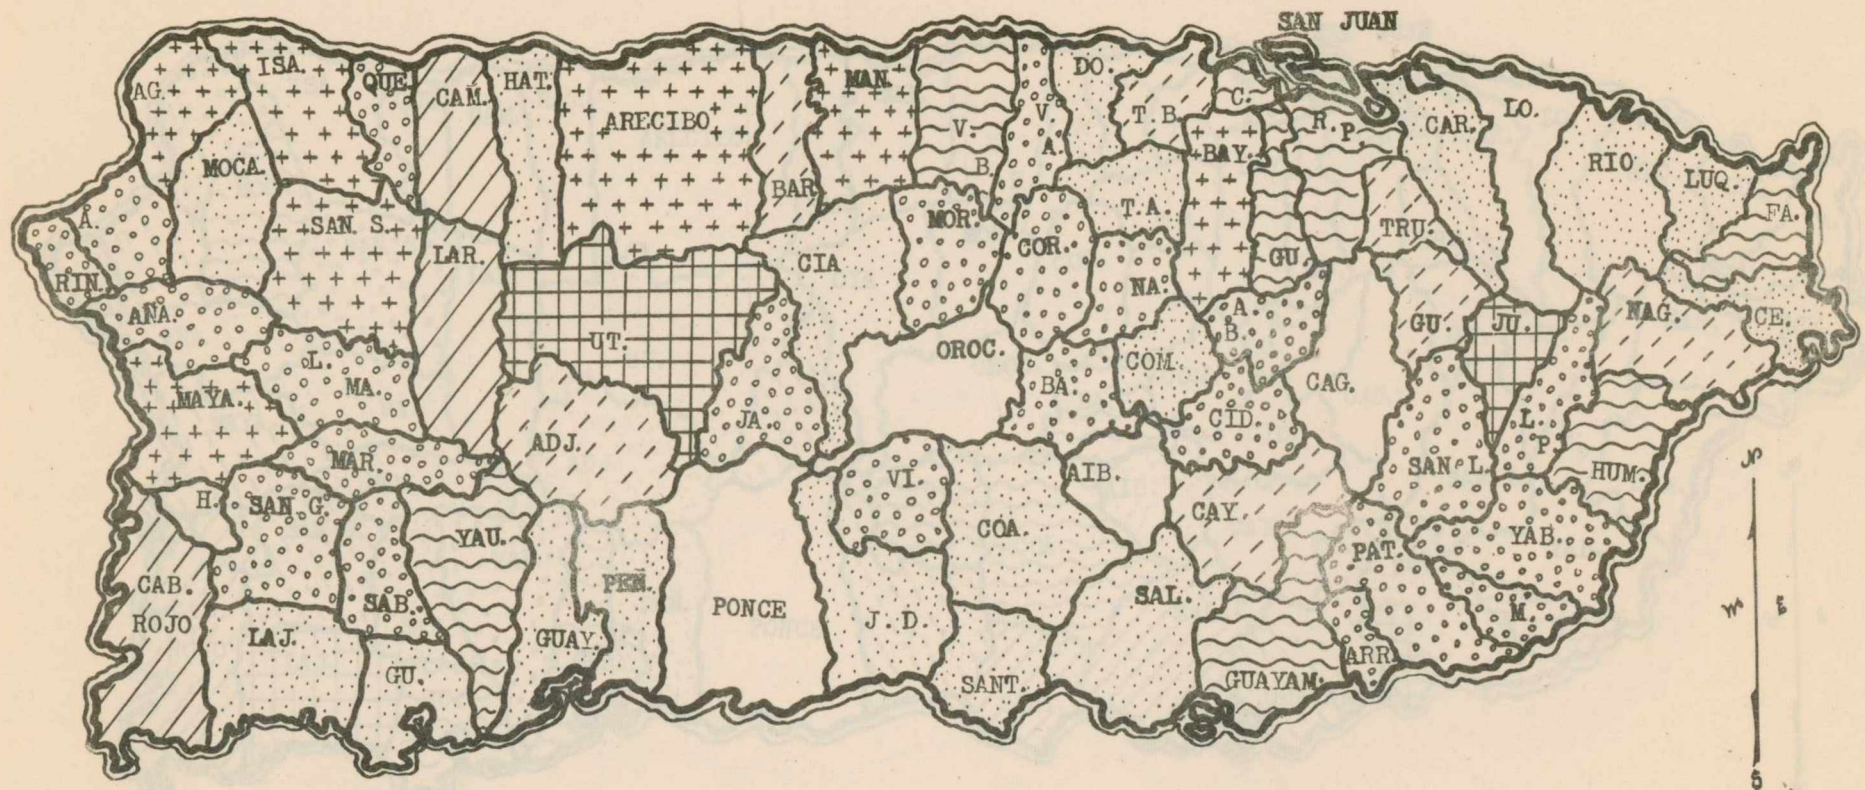 SAN JUAN
AG.
ISA.
QUE.
CAM.
HAT.
ARECIBO
BAR.
MAN.
V.
B.
V.
A.
DO.
T.B.
C.
R.
P.
BAY.
CAR.
LO.
RIO
LUQ.
FA.
MOCA.
A.
RIN.
SAN S.
LAR.
CIA
MOR.
COR.
T.A.
NA.
GU.
TRU.
AÑA.
L.
MA.
MAYA.
UT.
JA.
OROC.
BA.
COM.
A.
B.
CID.
CAG.
GU.
JU.
NAG.
CE.
L.
P.
HUM.
SAN L.
MAR.
ADJ.
VI.
AIB.
H.
SAN G.
YAU.
COA.
CAY.
PAT.
YAB.
CAB.
ROJO
SAB.
PEÑ.
PONCE
J.D.
SAL.
M.
LAJ.
GU.
GUAY.
SANT.
GUAYAM.
ARR.
N
W
E
S